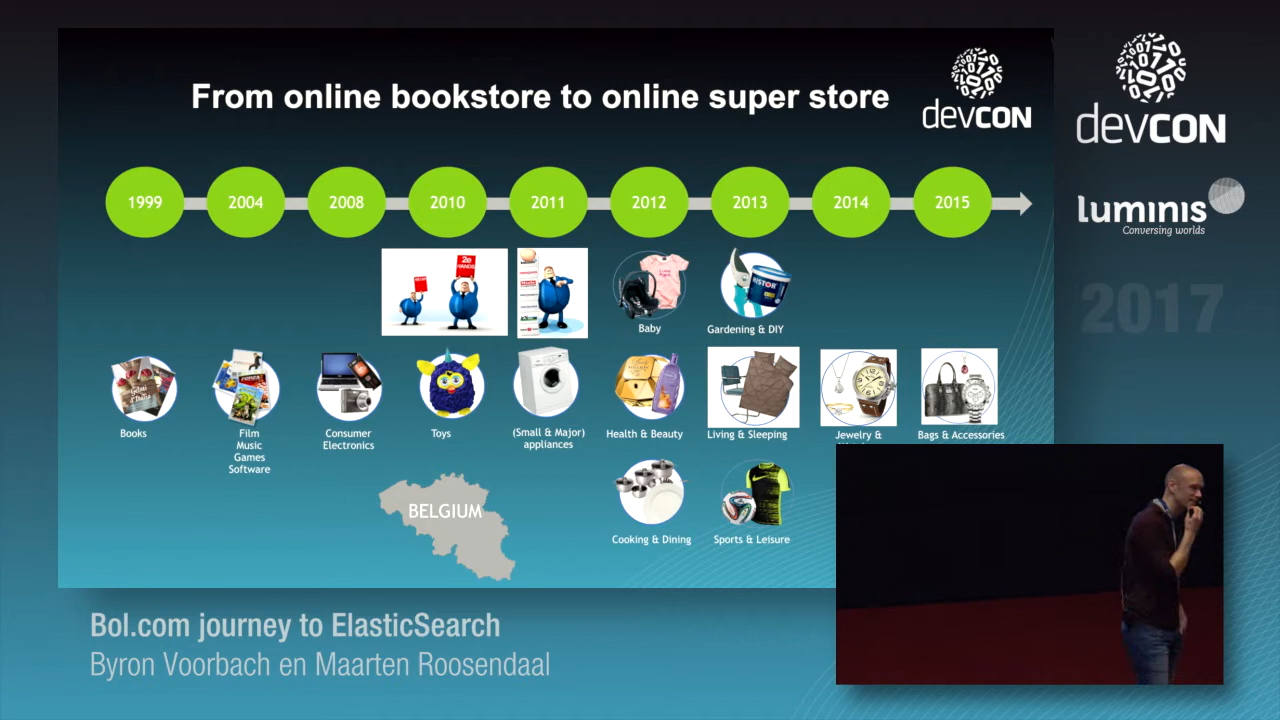 From online bookstore to online super store
devCON
devCON
luminis
Conversing worlds
2017
1999
2004
2008
2010
2011
2012
2013
2014
2015
2e
HANDS
Baby
HISTOR
Gardening & DIY
Books
Film
Music
Games
Software
Consumer
Electronics
Toys
(Small & Major)
appliances
Health & Beauty
Living & Sleeping
Jewelry &
Bags & Accessories
BELGIUM
Cooking & Dining
Sports & Leisure
Bol.com journey to ElasticSearch
Byron Voorbach en Maarten Roosendaal